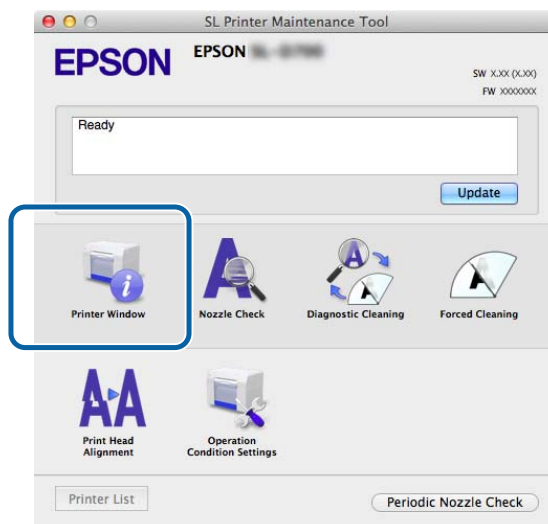 SL Printer Maintenance Tool
EPSON
EPSON
SW X.XX (X.XX)
FW XXXXXXX
Ready
Update
Printer Window
Nozzle Check
Diagnostic Cleaning
Forced Cleaning
Print Head
Alignment
Operation
Condition Settings
Printer List
Periodic Nozzle Check